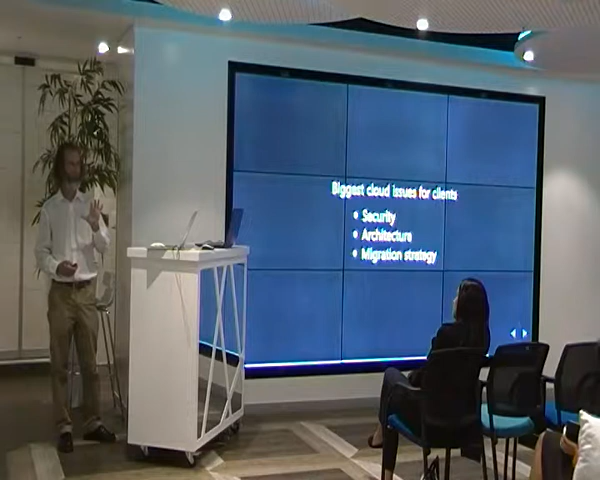 Biggest cloud issues for clients
• Security
• Architecture
• Migration strategy